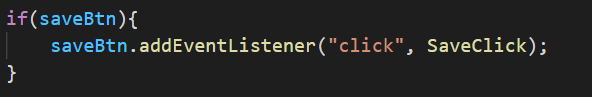 if(saveBtn){
    saveBtn.addEventListener("click", SaveClick);
}